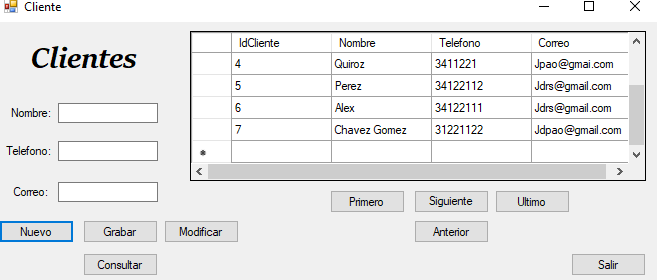 Cliente
Clientes
IdCliente Nombre Telefono Correo
4 Quiroz 3411221 Jpao@gmai.com
5 Perez 34122112 Jdrs@gmail.com
6 Alex 34122111 Jdrs@gmail.com
7 Chavez Gomez 31221122 Jdpao@gmail.com
*
Nombre:
Telefono:
Correo:
Primero Siguiente Ultimo
Nuevo Grabar Modificar Anterior
Consultar Salir